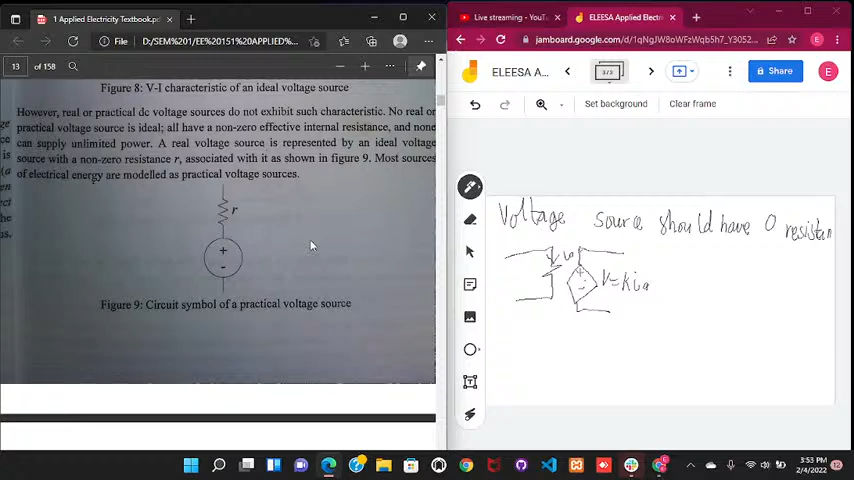 1 Applied Electricity Textbook.pd
File
D:/SEM%201/EE%20151%20APPLIED%...
13 of 158
Figure 8: V-I characteristic of an ideal voltage source
However, real or practical dc voltage sources do not exhibit such characteristic. No real or
practical voltage source is ideal; all have a non-zero effective internal resistance, and none
can supply unlimited power. A real voltage source is represented by an ideal voltage
source with a non-zero resistance r, associated with it as shown in figure 9. Most sources
of electrical energy are modelled as practical voltage sources.
r
+
-
Figure 9: Circuit symbol of a practical voltage source
Live streaming - YouT
ELEESA Applied Electri
jamboard.google.com/d/1qNgJW8oWFzWqb5h7_Y3052...
ELEESA A...
3/3
Share
E
Set background
Clear frame
Voltage source should have 0 resistan
+
-
V=kia
3:53 PM
2/4/2022